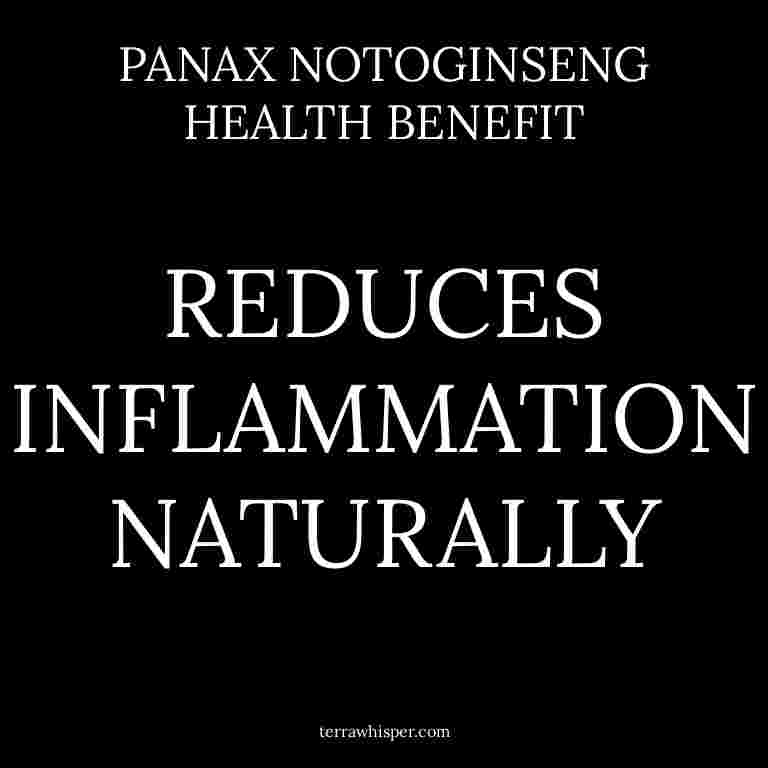 PANAX NOTOGINSENG
HEALTH BENEFIT
REDUCES
INFLAMMATION
NATURALLY
terrawhisper.com